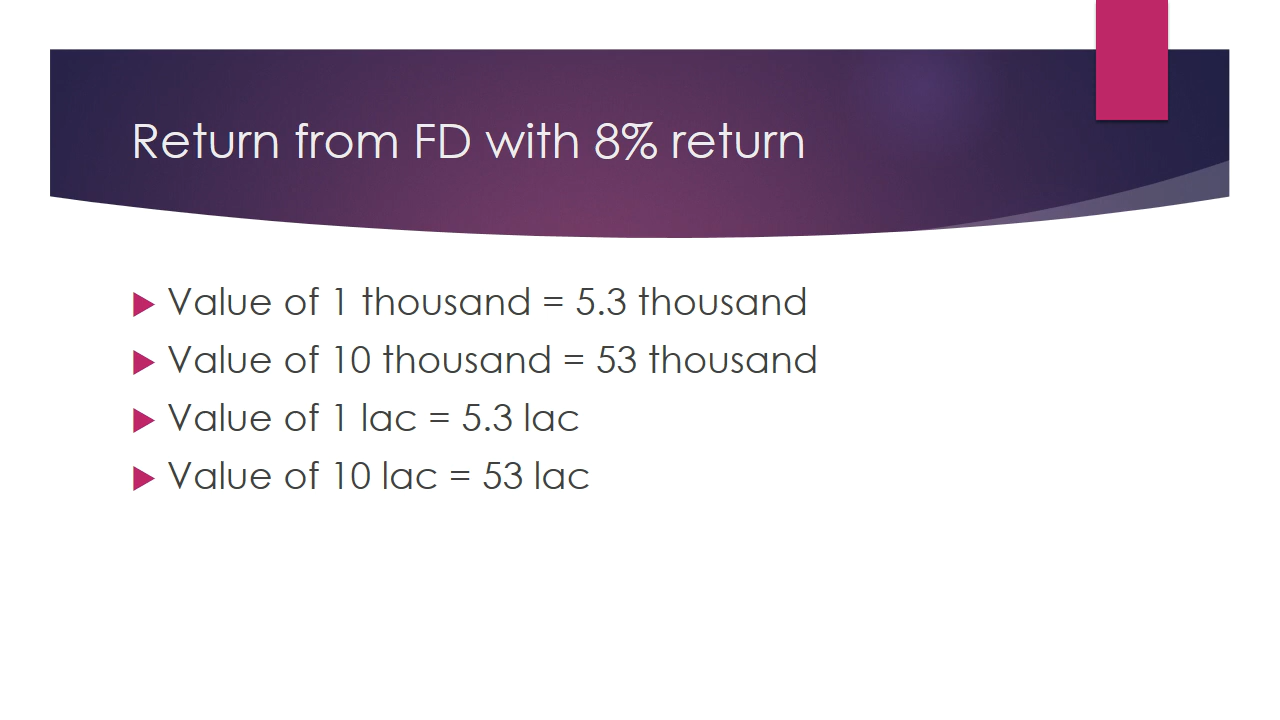 Return from FD with 8% return
Value of 1 thousand = 5.3 thousand
Value of 10 thousand = 53 thousand
Value of 1 lac = 5.3 lac
Value of 10 lac = 53 lac